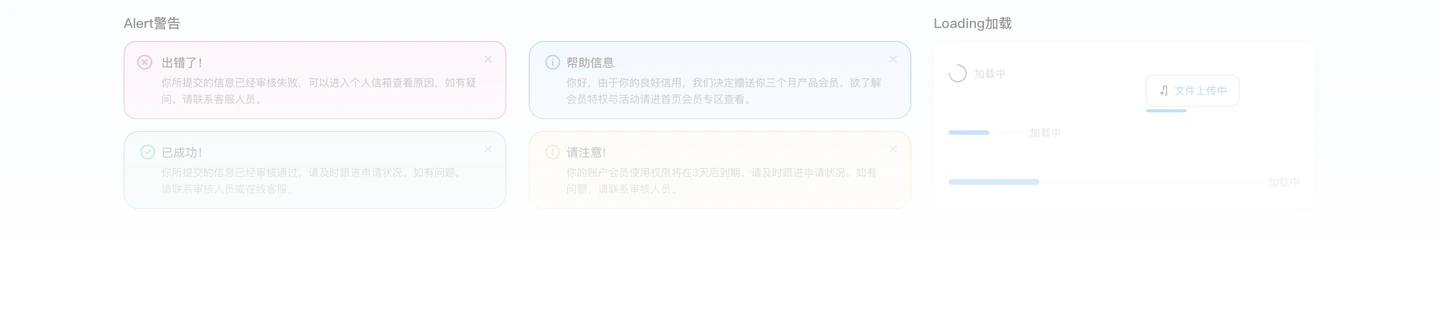 Alert警告
Loading加载
出错了!
你所提交的信息已经审核失败，可以进入个人信箱查看原因，如有疑
问、请联系客服人员。
帮助信息
你好，由于你的良好信用，我们决定赠送你三个月产品会员，欲了解
会员特权与活动请进首页会员专区查看。
加载中
文件上传中
加载中
已成功!
你所提交的信息已经审核通过，请及时跟进申请状况。如有问题，
请联系审核人员或在线客服。
请注意!
你的账户会员使用权限将在3天后到期，请及时跟进申请状况。如有
问题，请联系审核人员。
加载中